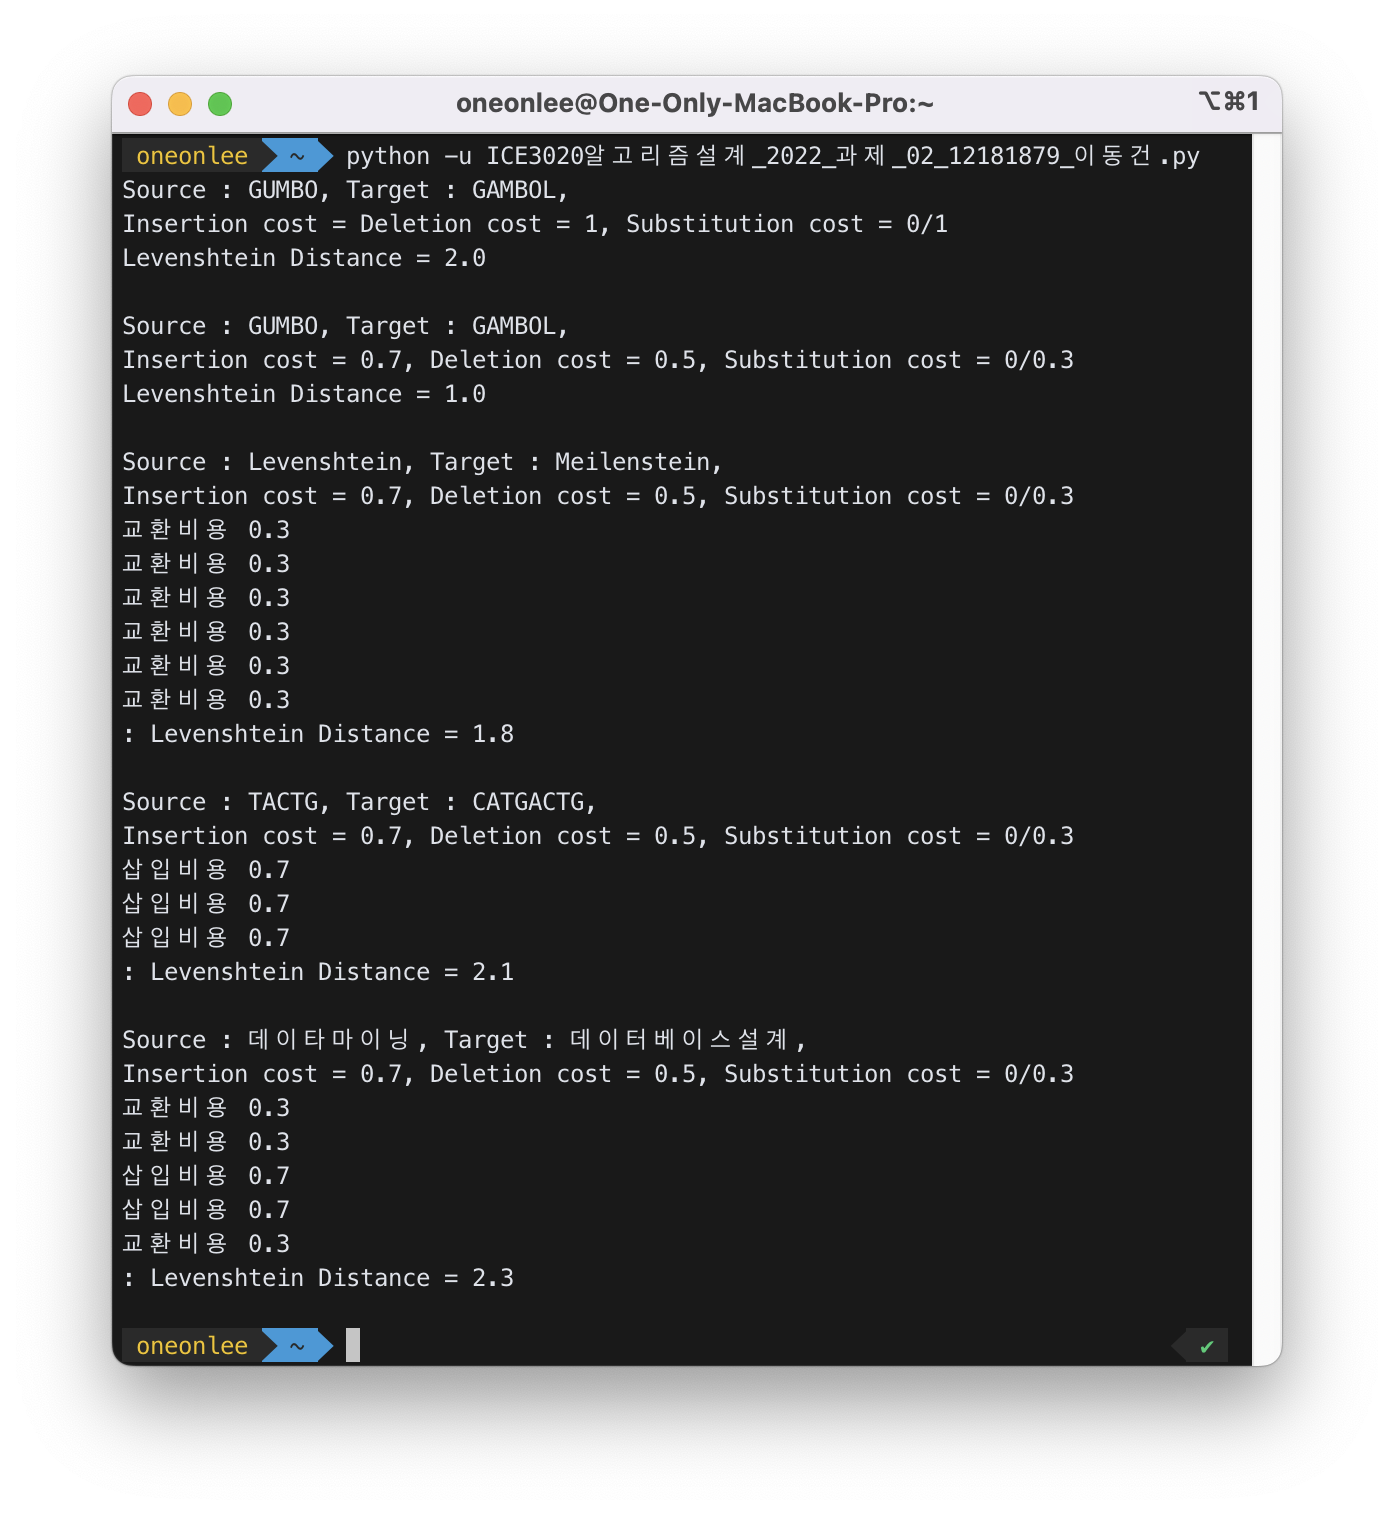 oneonlee@One-Only-MacBook-Pro:~ ⌥⌘1
oneonlee ~ python -u ICE3020알고리즘설계_2022_과제_02_12181879_이동건.py
Source : GUMBO, Target : GAMBOL,
Insertion cost = Deletion cost = 1, Substitution cost = 0/1
Levenshtein Distance = 2.0
Source : GUMBO, Target : GAMBOL,
Insertion cost = 0.7, Deletion cost = 0.5, Substitution cost = 0/0.3
Levenshtein Distance = 1.0
Source : Levenshtein, Target : Meilenstein,
Insertion cost = 0.7, Deletion cost = 0.5, Substitution cost = 0/0.3
교환비용 0.3
교환비용 0.3
교환비용 0.3
교환비용 0.3
교환비용 0.3
교환비용 0.3
: Levenshtein Distance = 1.8
Source : TACTG, Target : CATGACTG,
Insertion cost = 0.7, Deletion cost = 0.5, Substitution cost = 0/0.3
삽입비용 0.7
삽입비용 0.7
삽입비용 0.7
: Levenshtein Distance = 2.1
Source : 데이타마이닝, Target : 데이터베이스설계,
Insertion cost = 0.7, Deletion cost = 0.5, Substitution cost = 0/0.3
교환비용 0.3
교환비용 0.3
삽입비용 0.7
삽입비용 0.7
교환비용 0.3
: Levenshtein Distance = 2.3
oneonlee ~ ✔